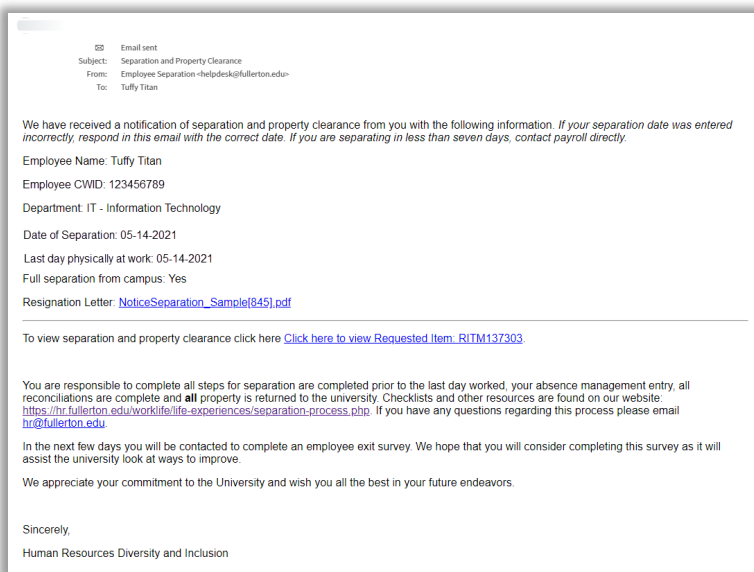 Email sent
Subject: Separation and Property Clearance
From: Employee Separation <helpdesk@fullerton.edu>
To: Tuffy Titan
We have received a notification of separation and property clearance from you with the following information. If your separation date was entered
incorrectly, respond in this email with the correct date. If you are separating in less than seven days, contact payroll directly.
Employee Name: Tuffy Titan
Employee CWID: 123456789
Department: IT - Information Technology
Date of Separation: 05-14-2021
Last day physically at work: 05-14-2021
Full separation from campus: Yes
Resignation Letter: NoticeSeparation_Sample[845].pdf
To view separation and property clearance click here Click here to view Requested Item: RITM137303.
You are responsible to complete all steps for separation are completed prior to the last day worked, your absence management entry, all
reconciliations are complete and all property is returned to the university. Checklists and other resources are found on our website:
https://hr.fullerton.edu/worklife/life-experiences/separation-process.php. If you have any questions regarding this process please email
hr@fullerton.edu.
In the next few days you will be contacted to complete an employee exit survey. We hope that you will consider completing this survey as it will
assist the university look at ways to improve.
We appreciate your commitment to the University and wish you all the best in your future endeavors.
Sincerely,
Human Resources Diversity and Inclusion